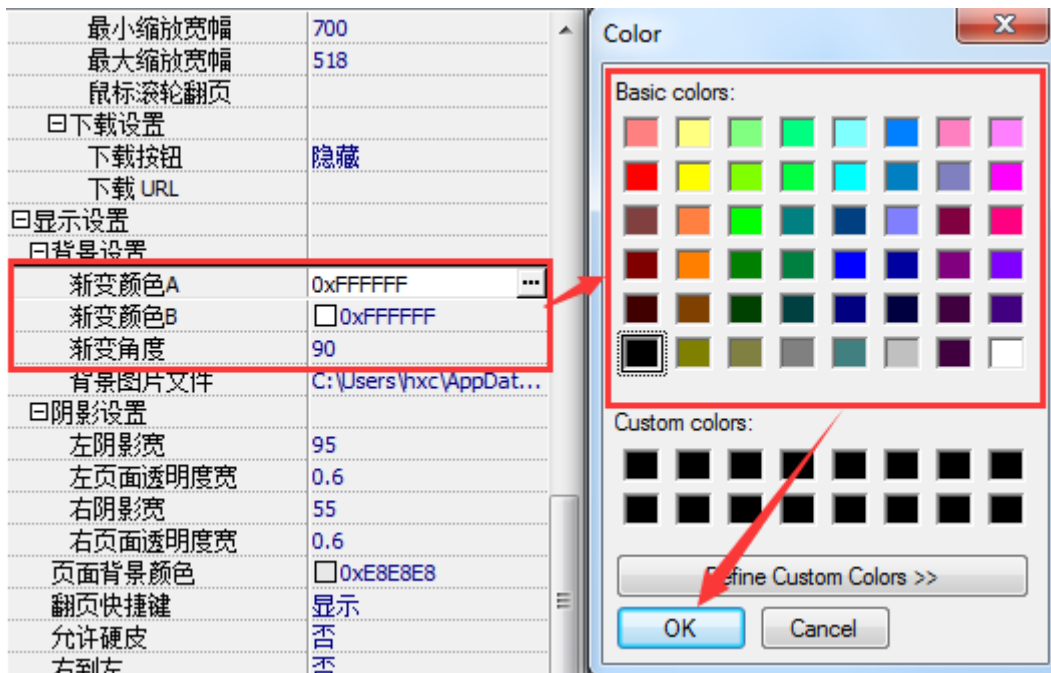 最小缩放宽幅 700
最大缩放宽幅 518
鼠标滚轮翻页
下载设置
下载按钮 隐藏
下载 URL
显示设置
背景设置
渐变颜色A 0xFFFFFF ...
渐变颜色B 0xFFFFFF
渐变角度 90
背景图片文件 C:\Users\hxc\AppDat...
阴影设置
左阴影宽 95
左页面透明度宽 0.6
右阴影宽 55
右页面透明度宽 0.6
页面背景颜色 0xE8E8E8
翻页快捷键 显示
允许硬皮 否
右到左 否
Color
Basic colors:
Custom colors:
Define Custom Colors >>
OK Cancel